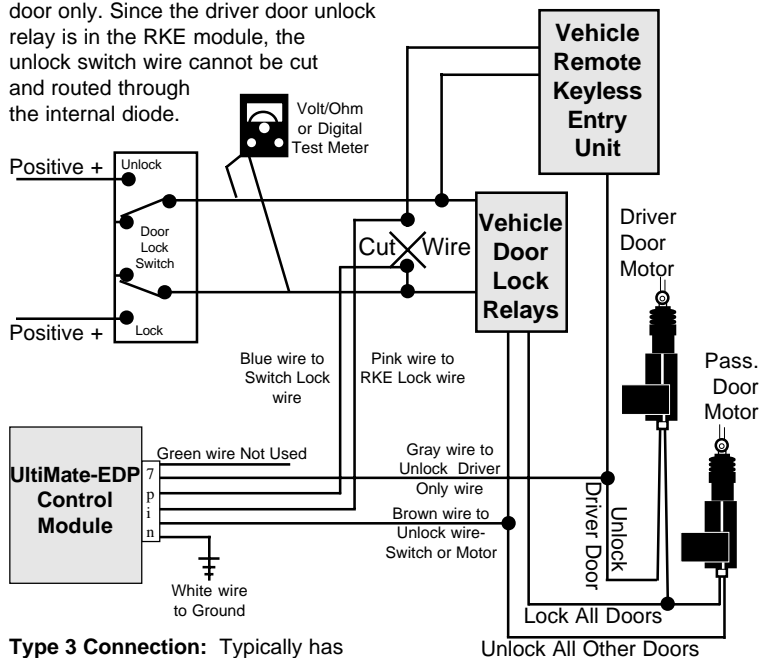 door only. Since the driver door unlock
relay is in the RKE module, the
unlock switch wire cannot be cut
and routed through
the internal diode.
Volt/Ohm
or Digital
Test Meter
Vehicle
Remote
Keyless
Entry
Unit
Positive +
Unlock
Door
Lock
Switch
Positive +
Lock
Cut Wire
Vehicle
Door
Lock
Relays
Driver
Door
Motor
Pass.
Door
Motor
Blue wire to
Switch Lock
wire
Pink wire to
RKE Lock wire
UltiMate-EDP
Control
Module
7
p
i
n
Green wire Not Used
Gray wire to
Unlock Driver
Only wire
Brown wire to
Unlock wire-
Switch or Motor
White wire
to Ground
Unlock
Driver Door
Lock All Doors
Unlock All Other Doors
Type 3 Connection: Typically has